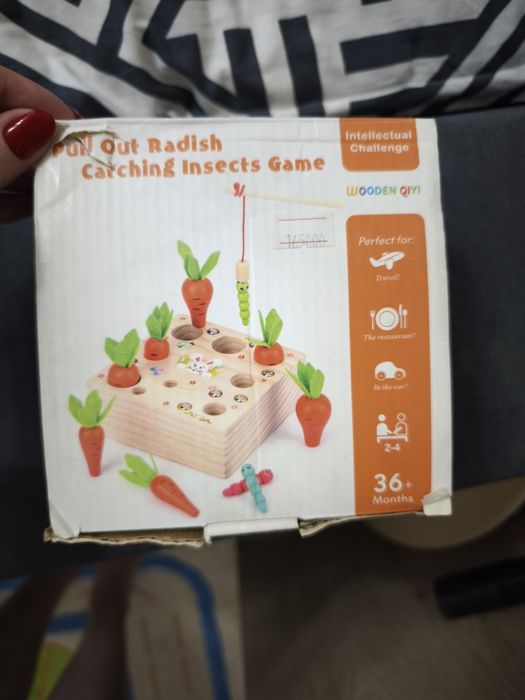 Pull Out Radish
Catching Insects Game
Intellectual
Challenge
WOODEN QIYI
165000
Perfect for:
Travel!
The restaurant!
In the car!
2-4
36+
Months